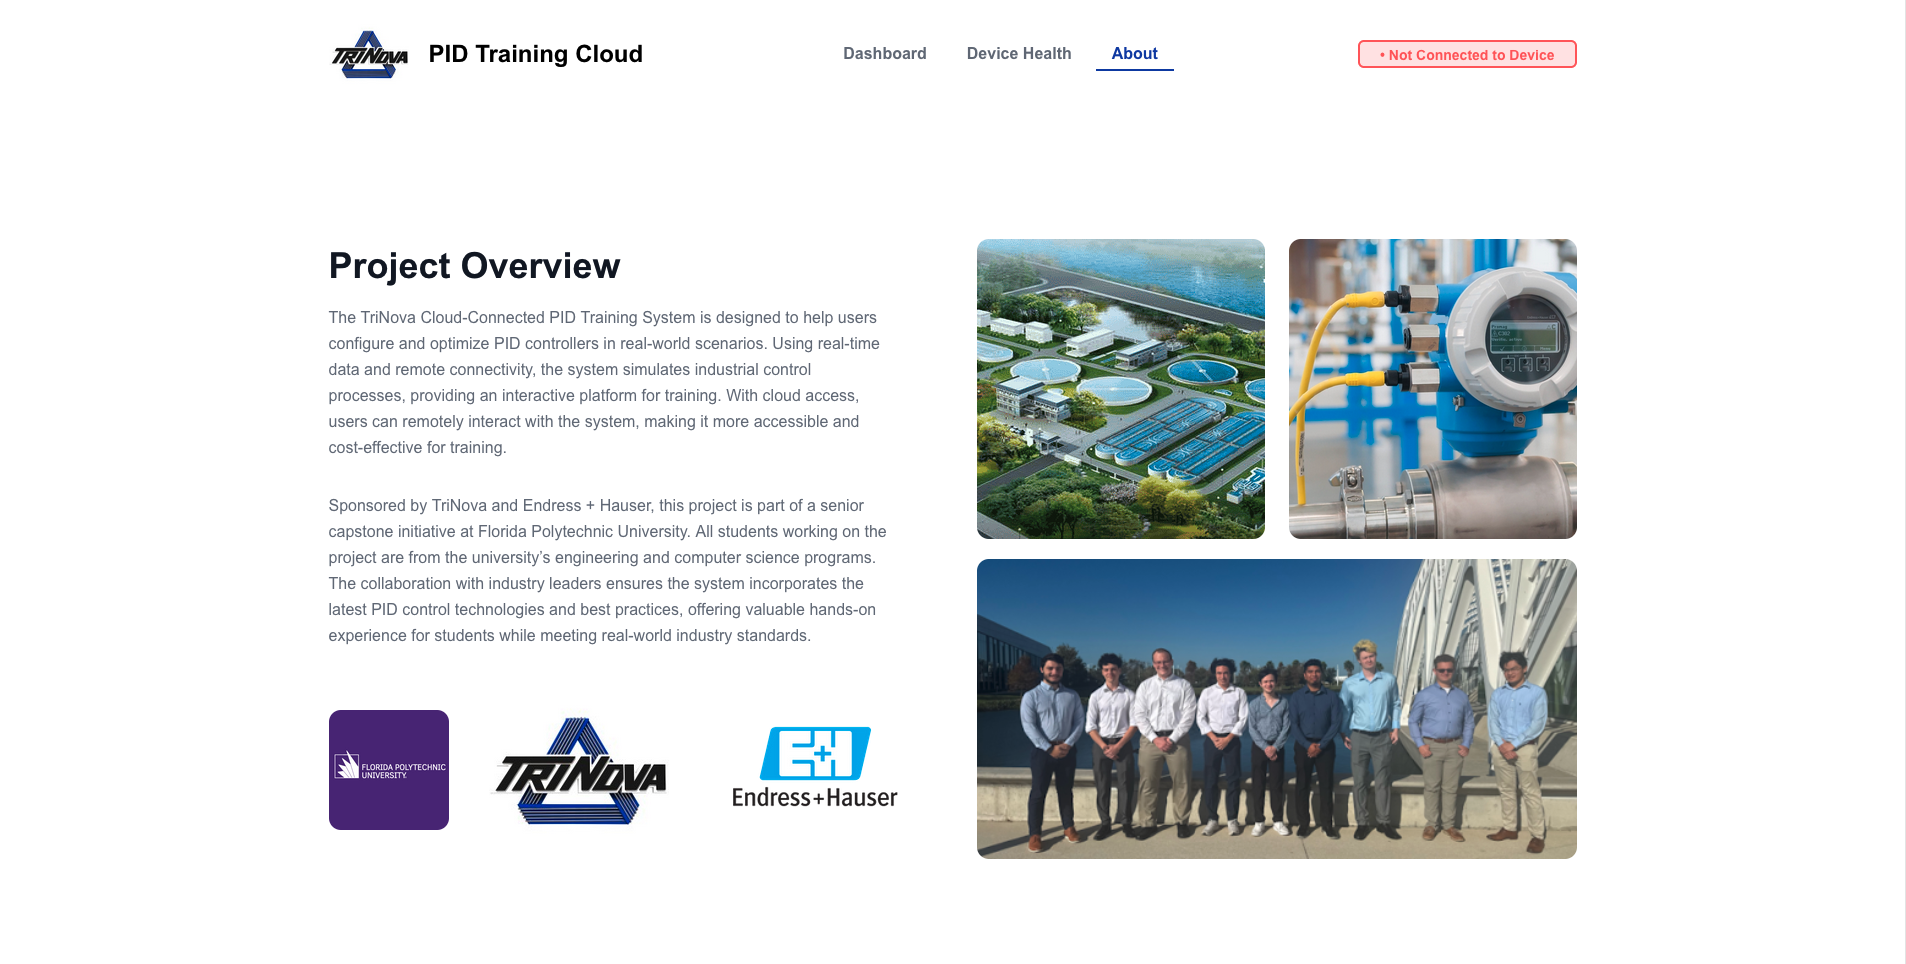 TRINOVA
PID Training Cloud
Dashboard
Device Health
About
• Not Connected to Device
Project Overview
The TriNova Cloud-Connected PID Training System is designed to help users
configure and optimize PID controllers in real-world scenarios. Using real-time
data and remote connectivity, the system simulates industrial control
processes, providing an interactive platform for training. With cloud access,
users can remotely interact with the system, making it more accessible and
cost-effective for training.
Sponsored by TriNova and Endress + Hauser, this project is part of a senior
capstone initiative at Florida Polytechnic University. All students working on the
project are from the university’s engineering and computer science programs.
The collaboration with industry leaders ensures the system incorporates the
latest PID control technologies and best practices, offering valuable hands-on
experience for students while meeting real-world industry standards.
FLORIDA POLYTECHNIC
UNIVERSITY
TRINOVA
E+H
Endress+Hauser